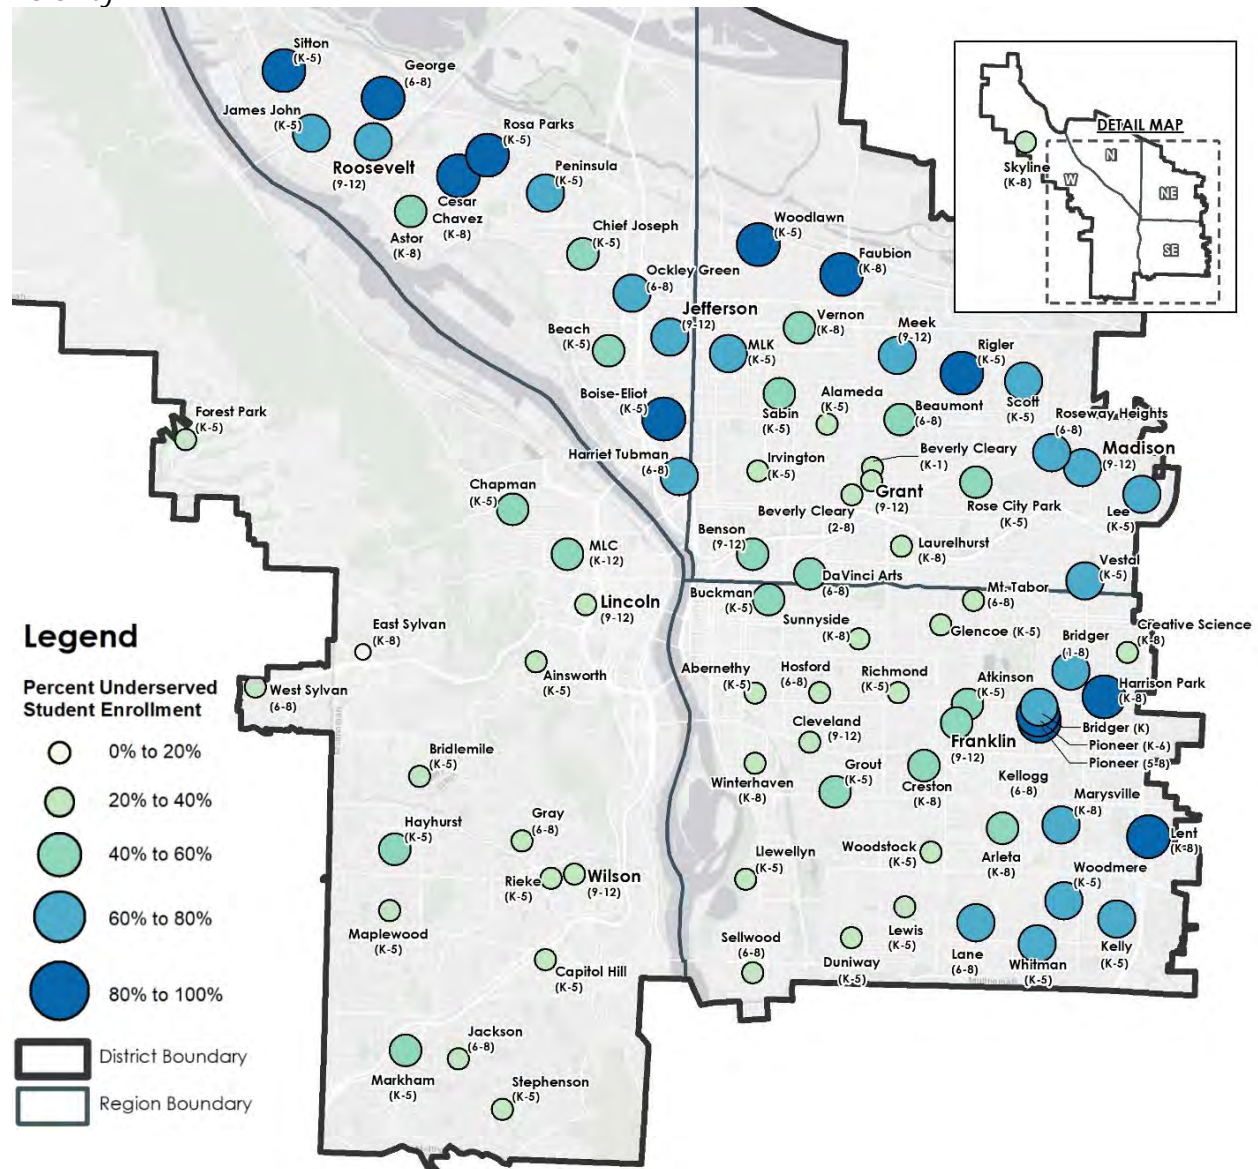 Sitton
(K-5)
George
(6-8)
James John
(K-5)
Roosevelt
(9-12)
Rosa Parks
(K-5)
Cesar
Chavez
(K-8)
Peninsula
(K-5)
Astor
(K-8)
Chief Joseph
(K-5)
Ockley Green
(6-8)
Woodlawn
(K-5)
Faubion
(K-8)
Jefferson
(9-12)
Beach
(K-5)
MLK
(K-5)
Vernon
(K-8)
Meek
(9-12)
Rigler
(K-5)
Scott
(K-5)
Boise-Eliot
(K-5)
Sabin
(K-5)
Alameda
(K-5)
Beaumont
(6-8)
Roseway Heights
(6-8)
Madison
(9-12)
Harriet Tubman
(6-8)
Irvington
(K-5)
Beverly Cleary
(K-1)
Grant
(9-12)
Beverly Cleary
(2-8)
Rose City Park
(K-5)
Lee
(K-5)
Forest Park
(K-5)
Chapman
(K-5)
MLC
(K-12)
Benson
(9-12)
Laurelhurst
(K-8)
DaVinci Arts
(6-8)
Vestal
(K-5)
Lincoln
(9-12)
Buckman
(K-5)
Mt. Tabor
(6-8)
Sunnyside
(K-8)
Glencoe (K-5)
Creative Science
(K-8)
Bridger
(1-8)
East Sylvan
(K-8)
West Sylvan
(6-8)
Ainsworth
(K-5)
Abernethy
(K-5)
Hosford
(6-8)
Richmond
(K-5)
Atkinson
(K-5)
Harrison Park
(K-8)
Bridger (K)
Pioneer (K-6)
Pioneer (5-8)
Cleveland
(9-12)
Franklin
(9-12)
Bridlemile
(K-5)
Winterhaven
(K-8)
Grout
(K-5)
Creston
(K-8)
Kellogg
(6-8)
Marysville
(K-8)
Lent
(K-8)
Hayhurst
(K-5)
Gray
(6-8)
Rieke
(K-5)
Wilson
(9-12)
Llewellyn
(K-5)
Woodstock
(K-5)
Arleta
(K-8)
Woodmere
(K-5)
Maplewood
(K-5)
Capitol Hill
(K-5)
Sellwood
(6-8)
Duniway
(K-5)
Lewis
(K-5)
Lane
(6-8)
Whitman
(K-5)
Kelly
(K-5)
Markham
(K-5)
Jackson
(6-8)
Stephenson
(K-5)
DETAIL MAP
Skyline
(K-8)
N
W
NE
SE
Legend
Percent Underserved
Student Enrollment
0% to 20%
20% to 40%
40% to 60%
60% to 80%
80% to 100%
District Boundary
Region Boundary